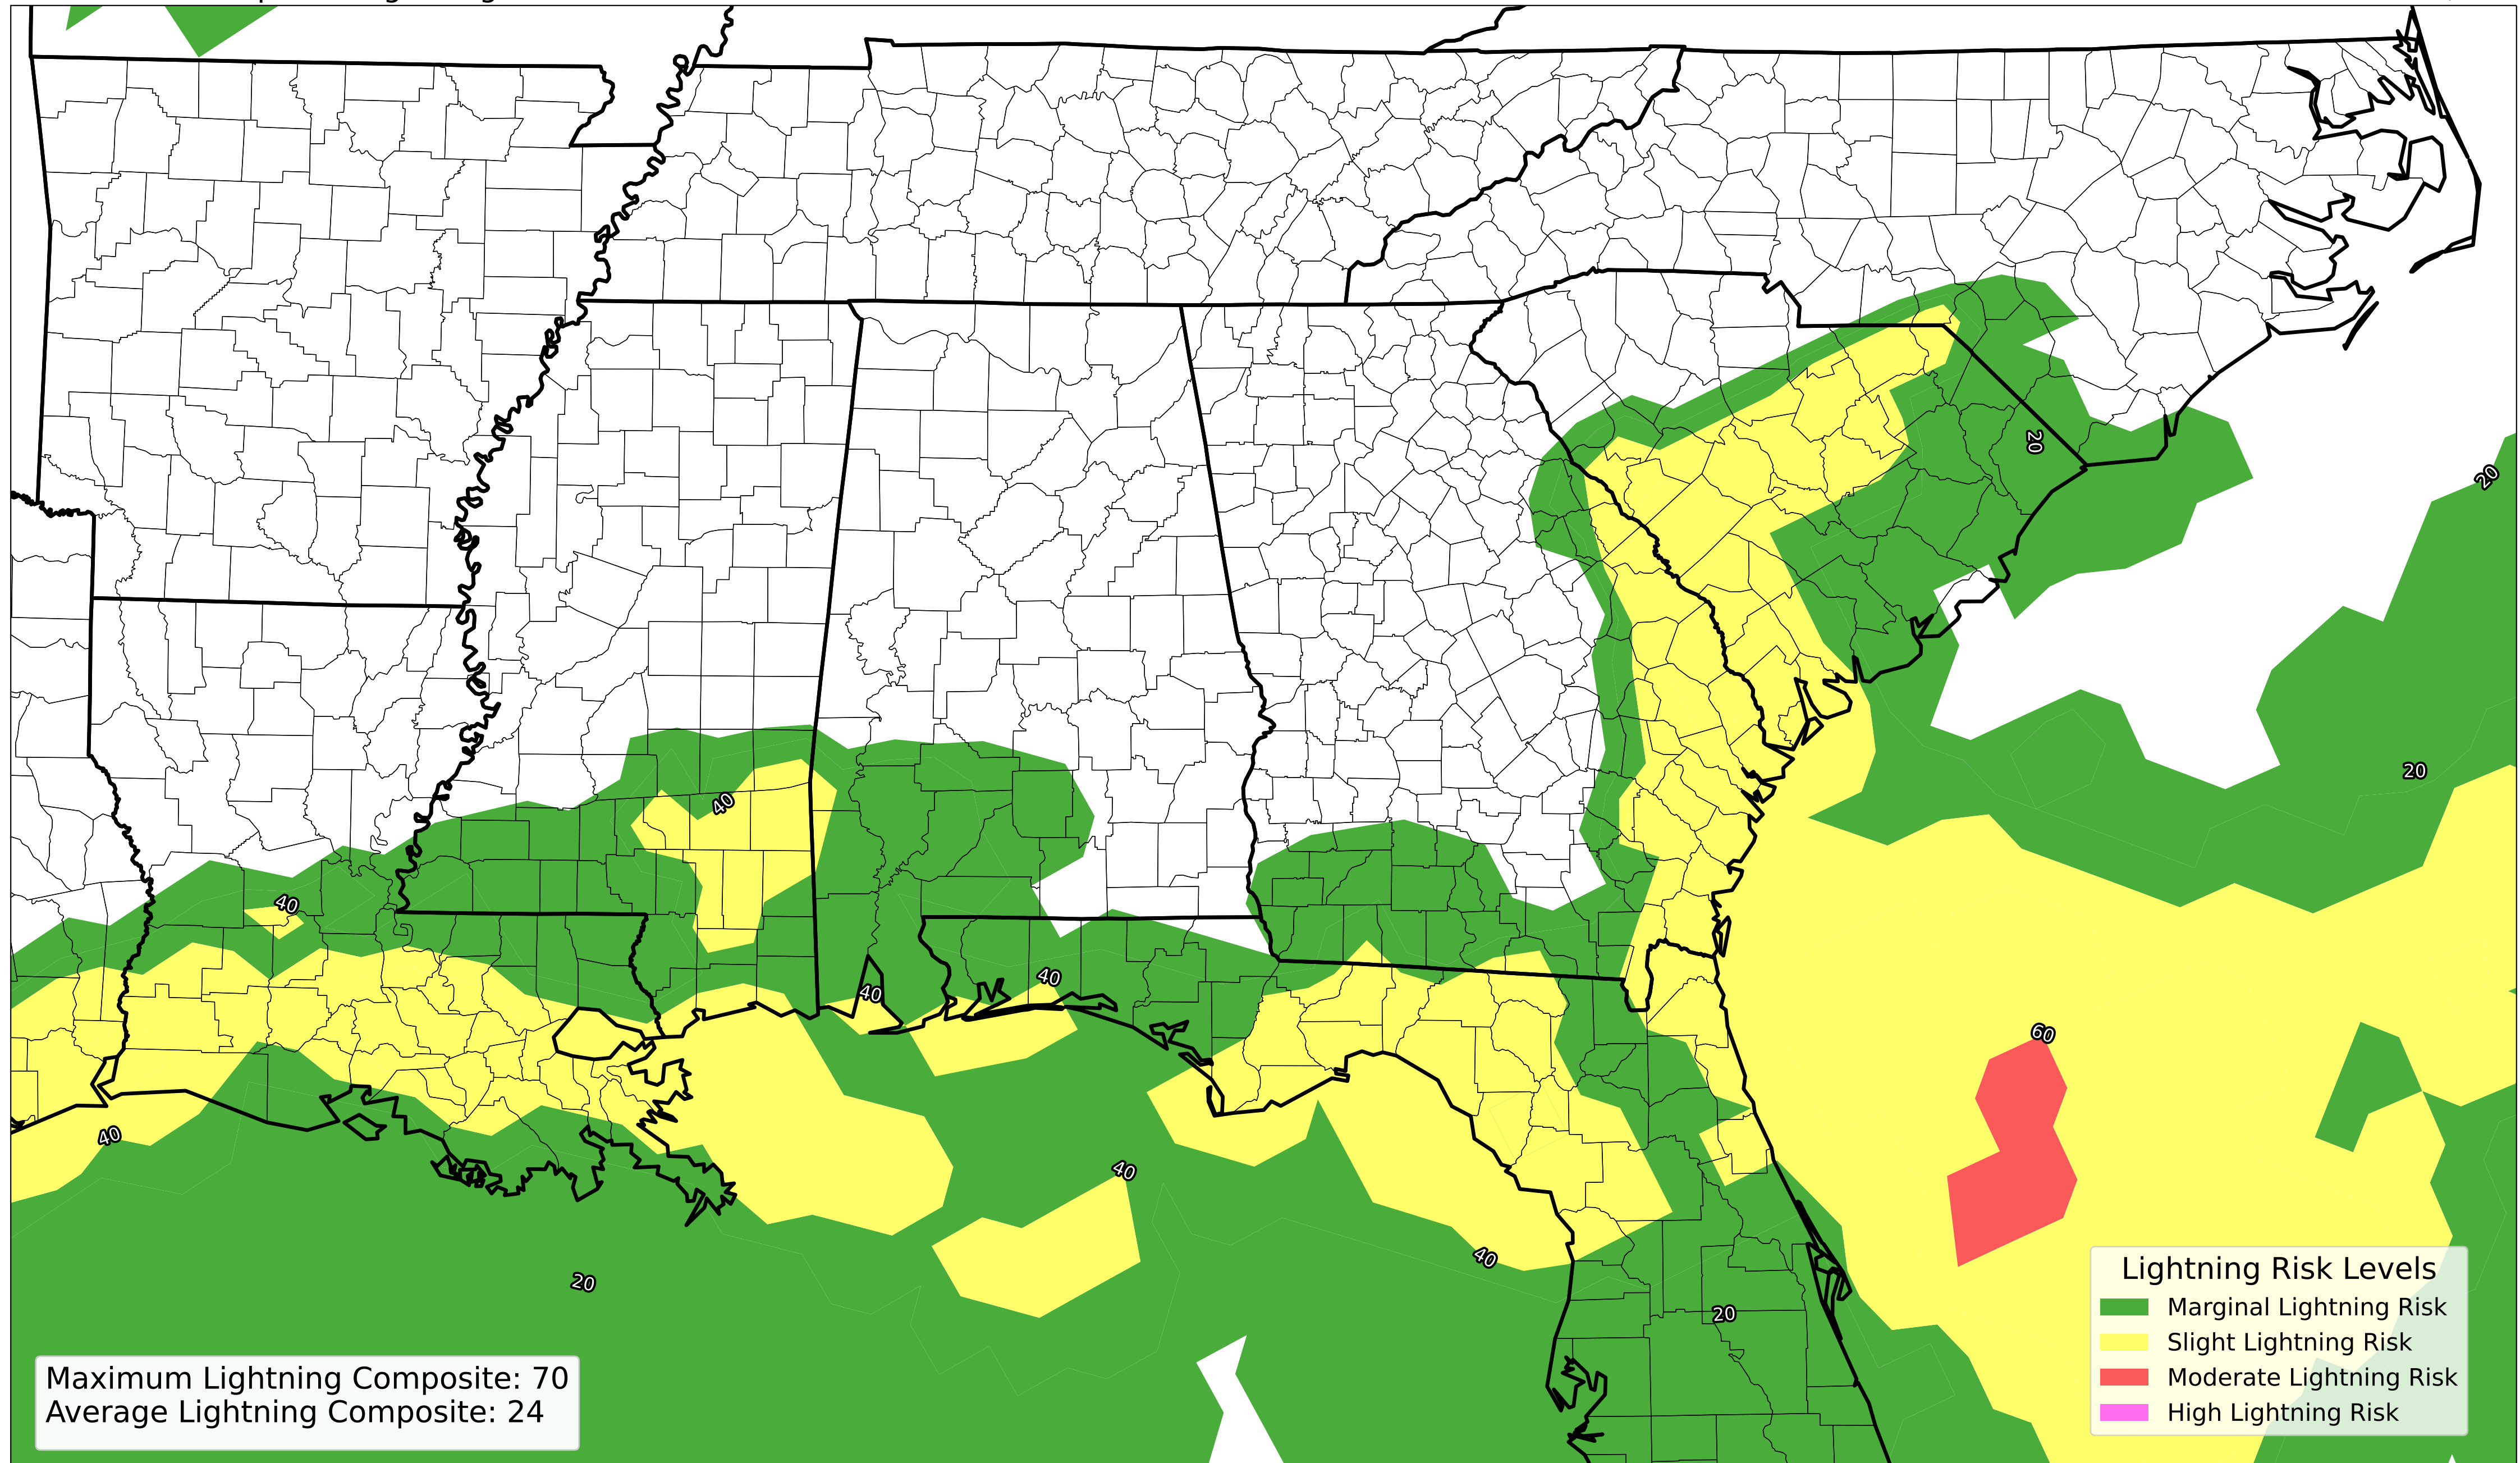 20
20
20
40
40
40
40
60
40
40
40
20
20
Lightning Risk Levels
Marginal Lightning Risk
Slight Lightning Risk
Moderate Lightning Risk
High Lightning Risk
Maximum Lightning Composite: 70
Average Lightning Composite: 24